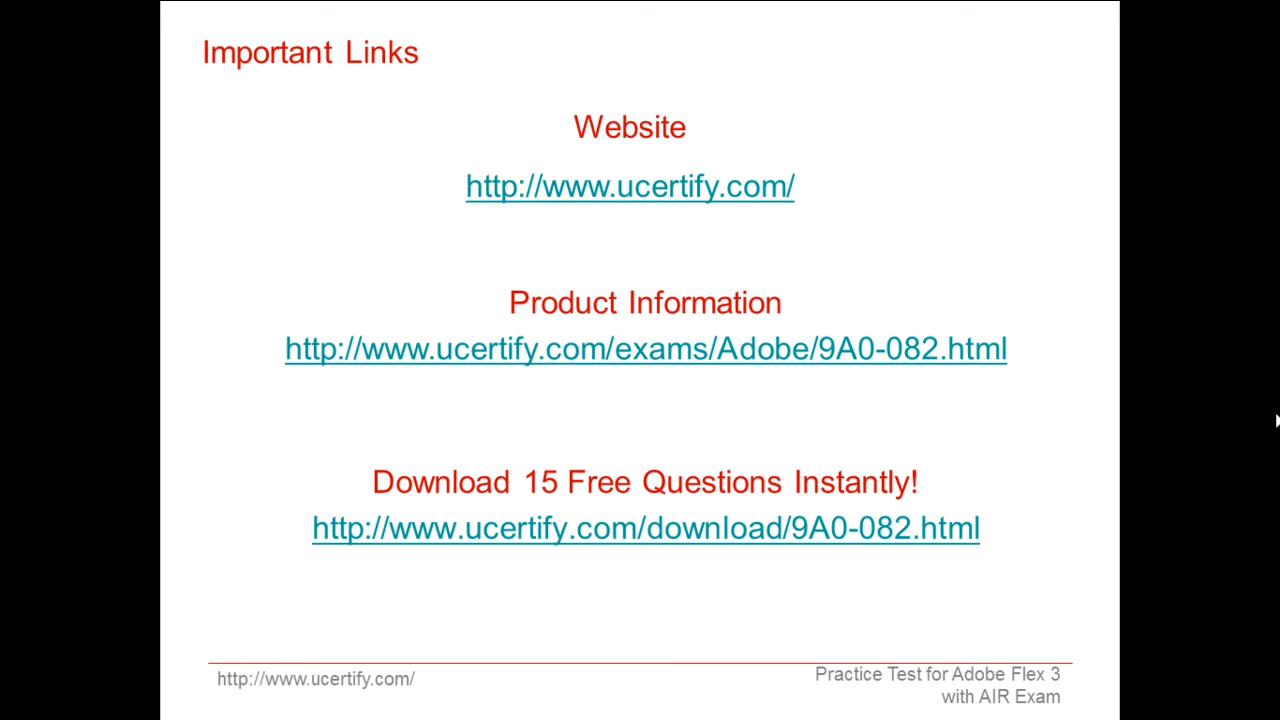 Important Links
Website
http://www.ucertify.com/
Product Information
http://www.ucertify.com/exams/Adobe/9A0-082.html
Download 15 Free Questions Instantly!
http://www.ucertify.com/download/9A0-082.html
http://www.ucertify.com/
Practice Test for Adobe Flex 3
with AIR Exam